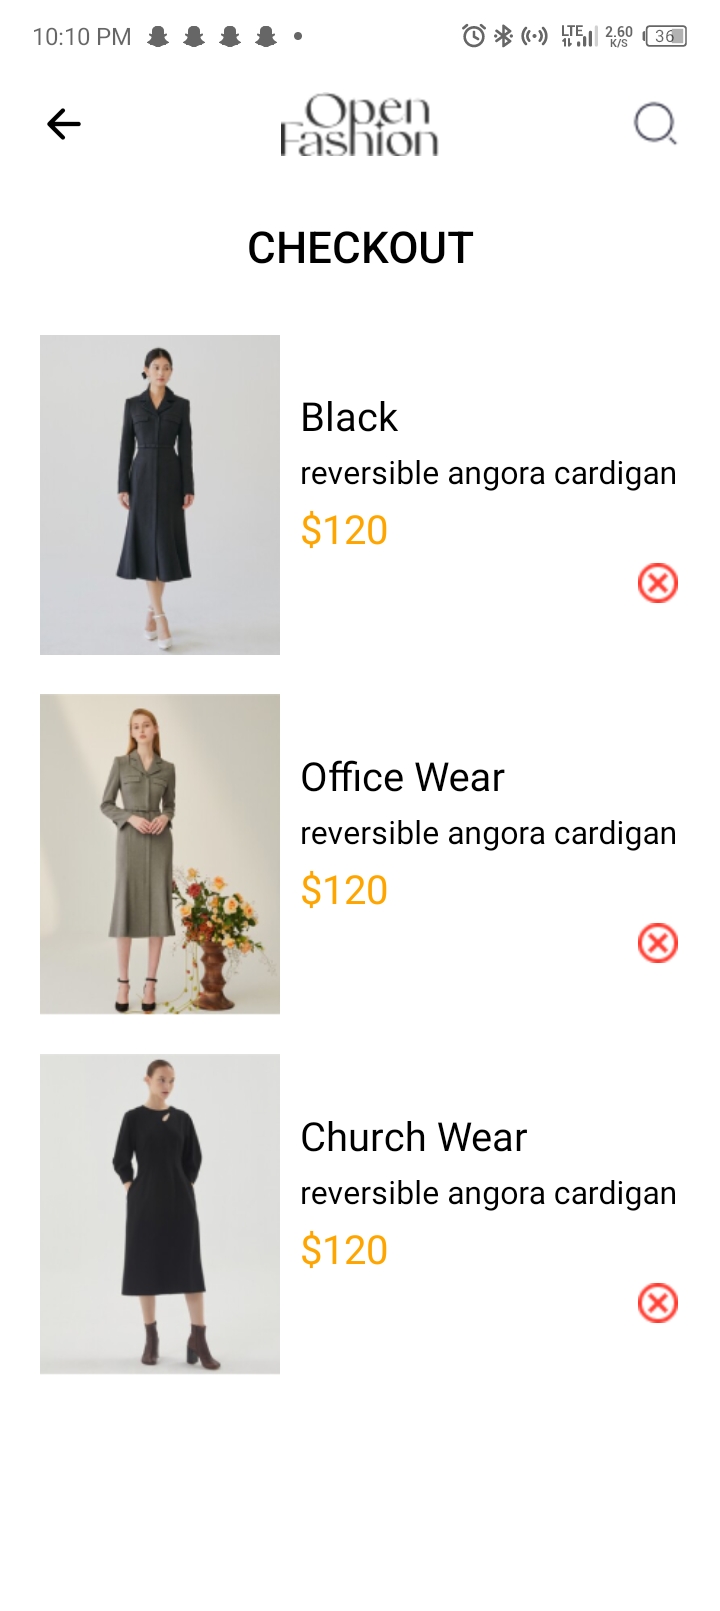 10:10 PM LTE 2.60 K/S 36
Open
Fashion
CHECKOUT
Black
reversible angora cardigan
$120
Office Wear
reversible angora cardigan
$120
Church Wear
reversible angora cardigan
$120